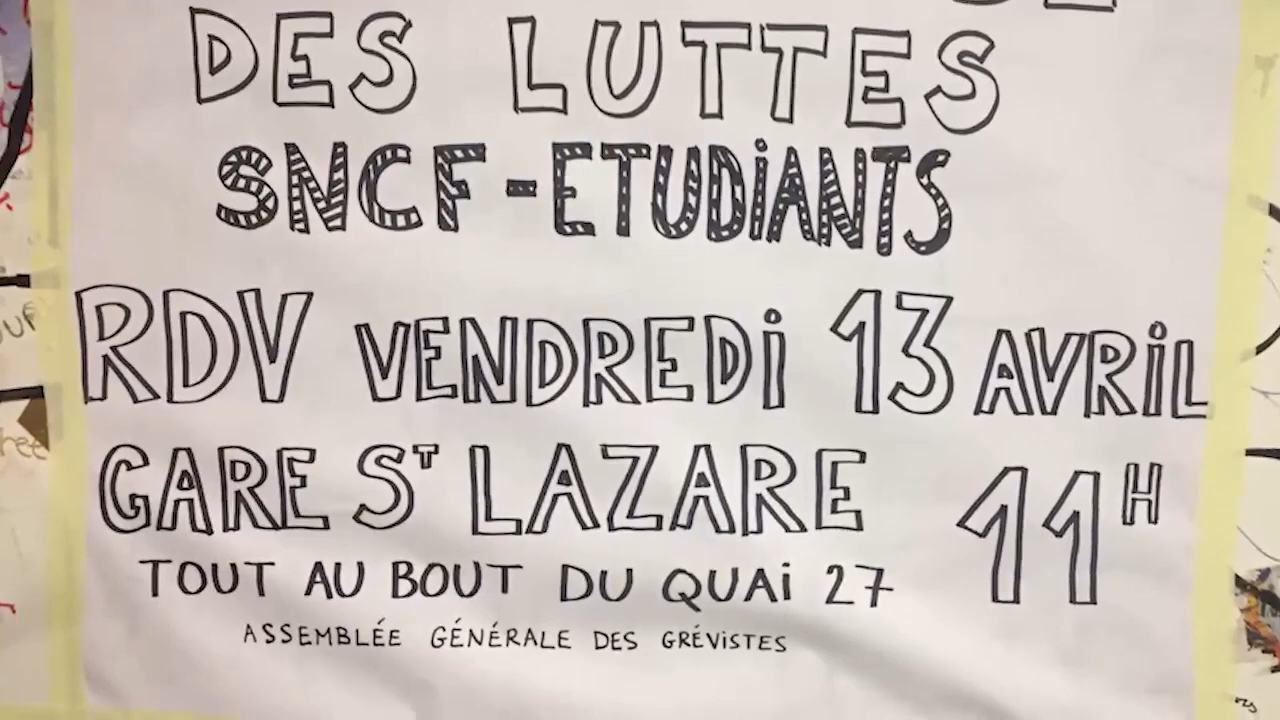 DES LUTTES
SNCF-ETUDIANTS
RDV VENDREDI 13 AVRIL
GARE ST LAZARE 11H
TOUT AU BOUT DU QUAI 27
ASSEMBLÉE GÉNÉRALE DES GRÉVISTES